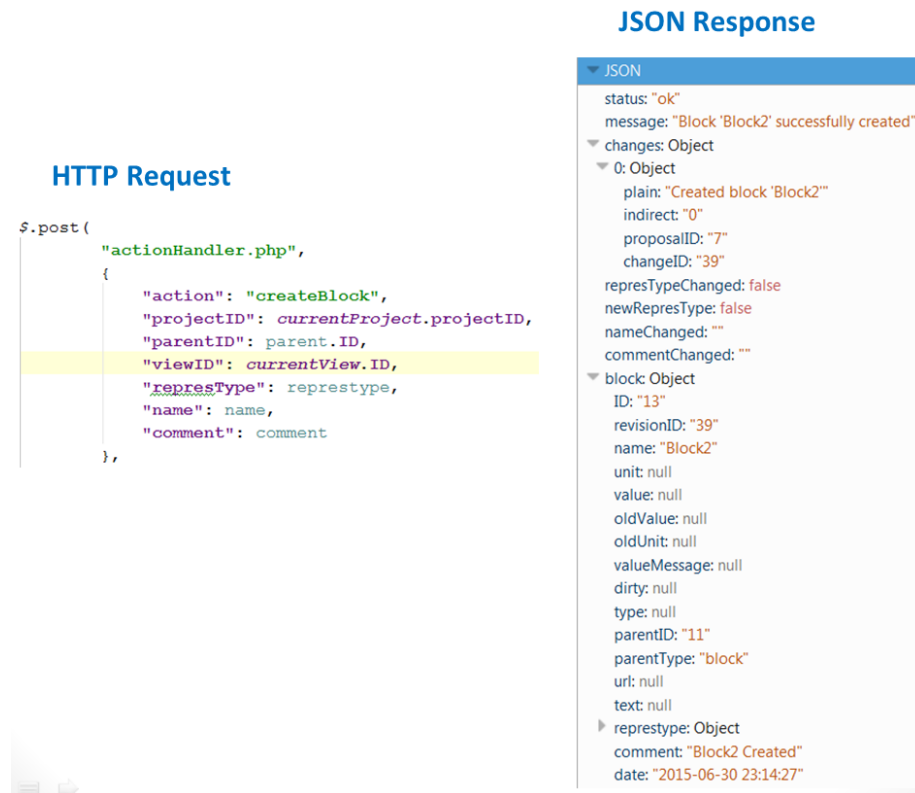 HTTP Request
$.post(
"actionHandler.php",
{
"action": "createBlock",
"projectID": currentProject.projectID,
"parentID": parent.ID,
"viewID": currentView.ID,
"represType": represtype,
"name": name,
"comment": comment
},
JSON Response
JSON
status: "ok"
message: "Block 'Block2' successfully created"
changes: Object
0: Object
plain: "Created block 'Block2'"
indirect: "0"
proposalID: "7"
changeID: "39"
represTypeChanged: false
newRepresType: false
nameChanged: ""
commentChanged: ""
block: Object
ID: "13"
revisionID: "39"
name: "Block2"
unit: null
value: null
oldValue: null
oldUnit: null
valueMessage: null
dirty: null
type: null
parentID: "11"
parentType: "block"
url: null
text: null
represtype: Object
comment: "Block2 Created"
date: "2015-06-30 23:14:27"